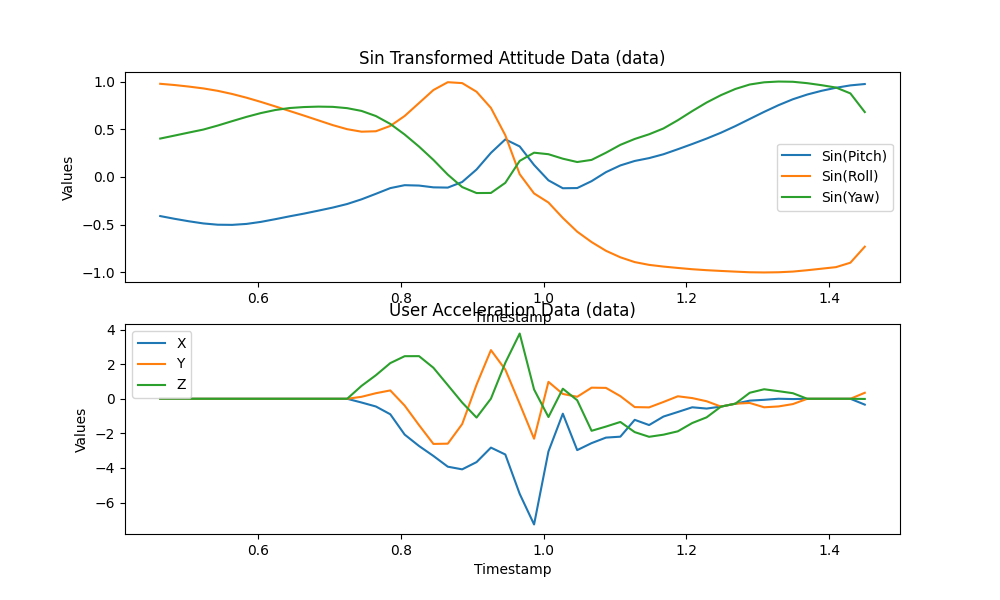 Sin Transformed Attitude Data (data)
1.0
0.5
0.0
−0.5
−1.0
Values
Sin(Pitch)
Sin(Roll)
Sin(Yaw)
0.6 0.8 1.0 1.2 1.4
Timestamp
User Acceleration Data (data)
4
2
0
−2
−4
−6
Values
X
Y
Z
0.6 0.8 1.0 1.2 1.4
Timestamp